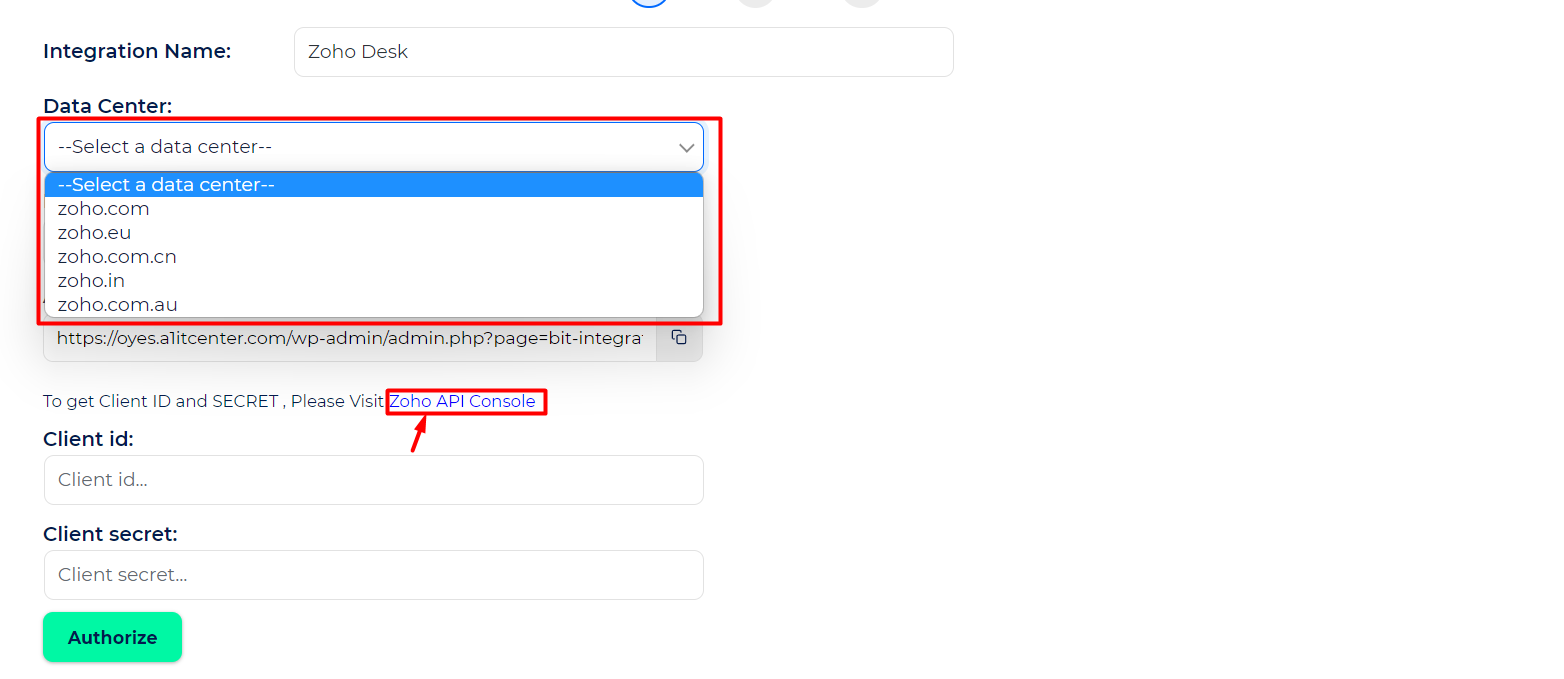 Integration Name:
Zoho Desk
Data Center:
--Select a data center--
--Select a data center--
zoho.com
zoho.eu
zoho.com.cn
zoho.in
zoho.com.au
https://oyes.a1itcenter.com/wp-admin/admin.php?page=bit-integra
To get Client ID and SECRET , Please Visit Zoho API Console
Client id:
Client id...
Client secret:
Client secret...
Authorize